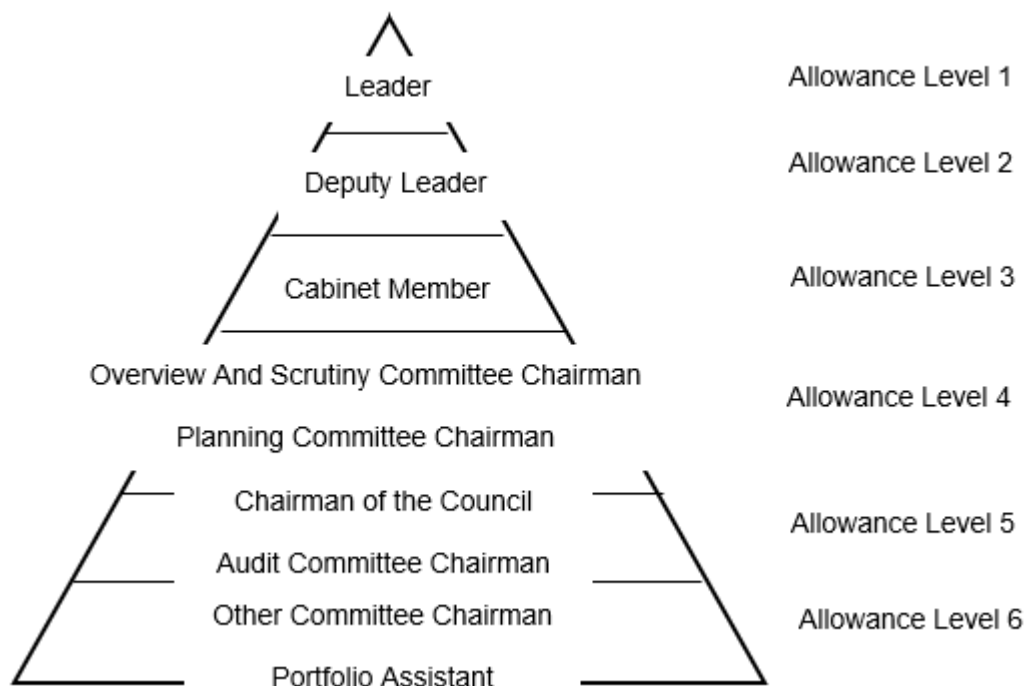 Leader
Allowance Level 1
Deputy Leader
Allowance Level 2
Cabinet Member
Allowance Level 3
Overview And Scrutiny Committee Chairman
Allowance Level 4
Planning Committee Chairman
Chairman of the Council
Allowance Level 5
Audit Committee Chairman
Other Committee Chairman
Allowance Level 6
Portfolio Assistant